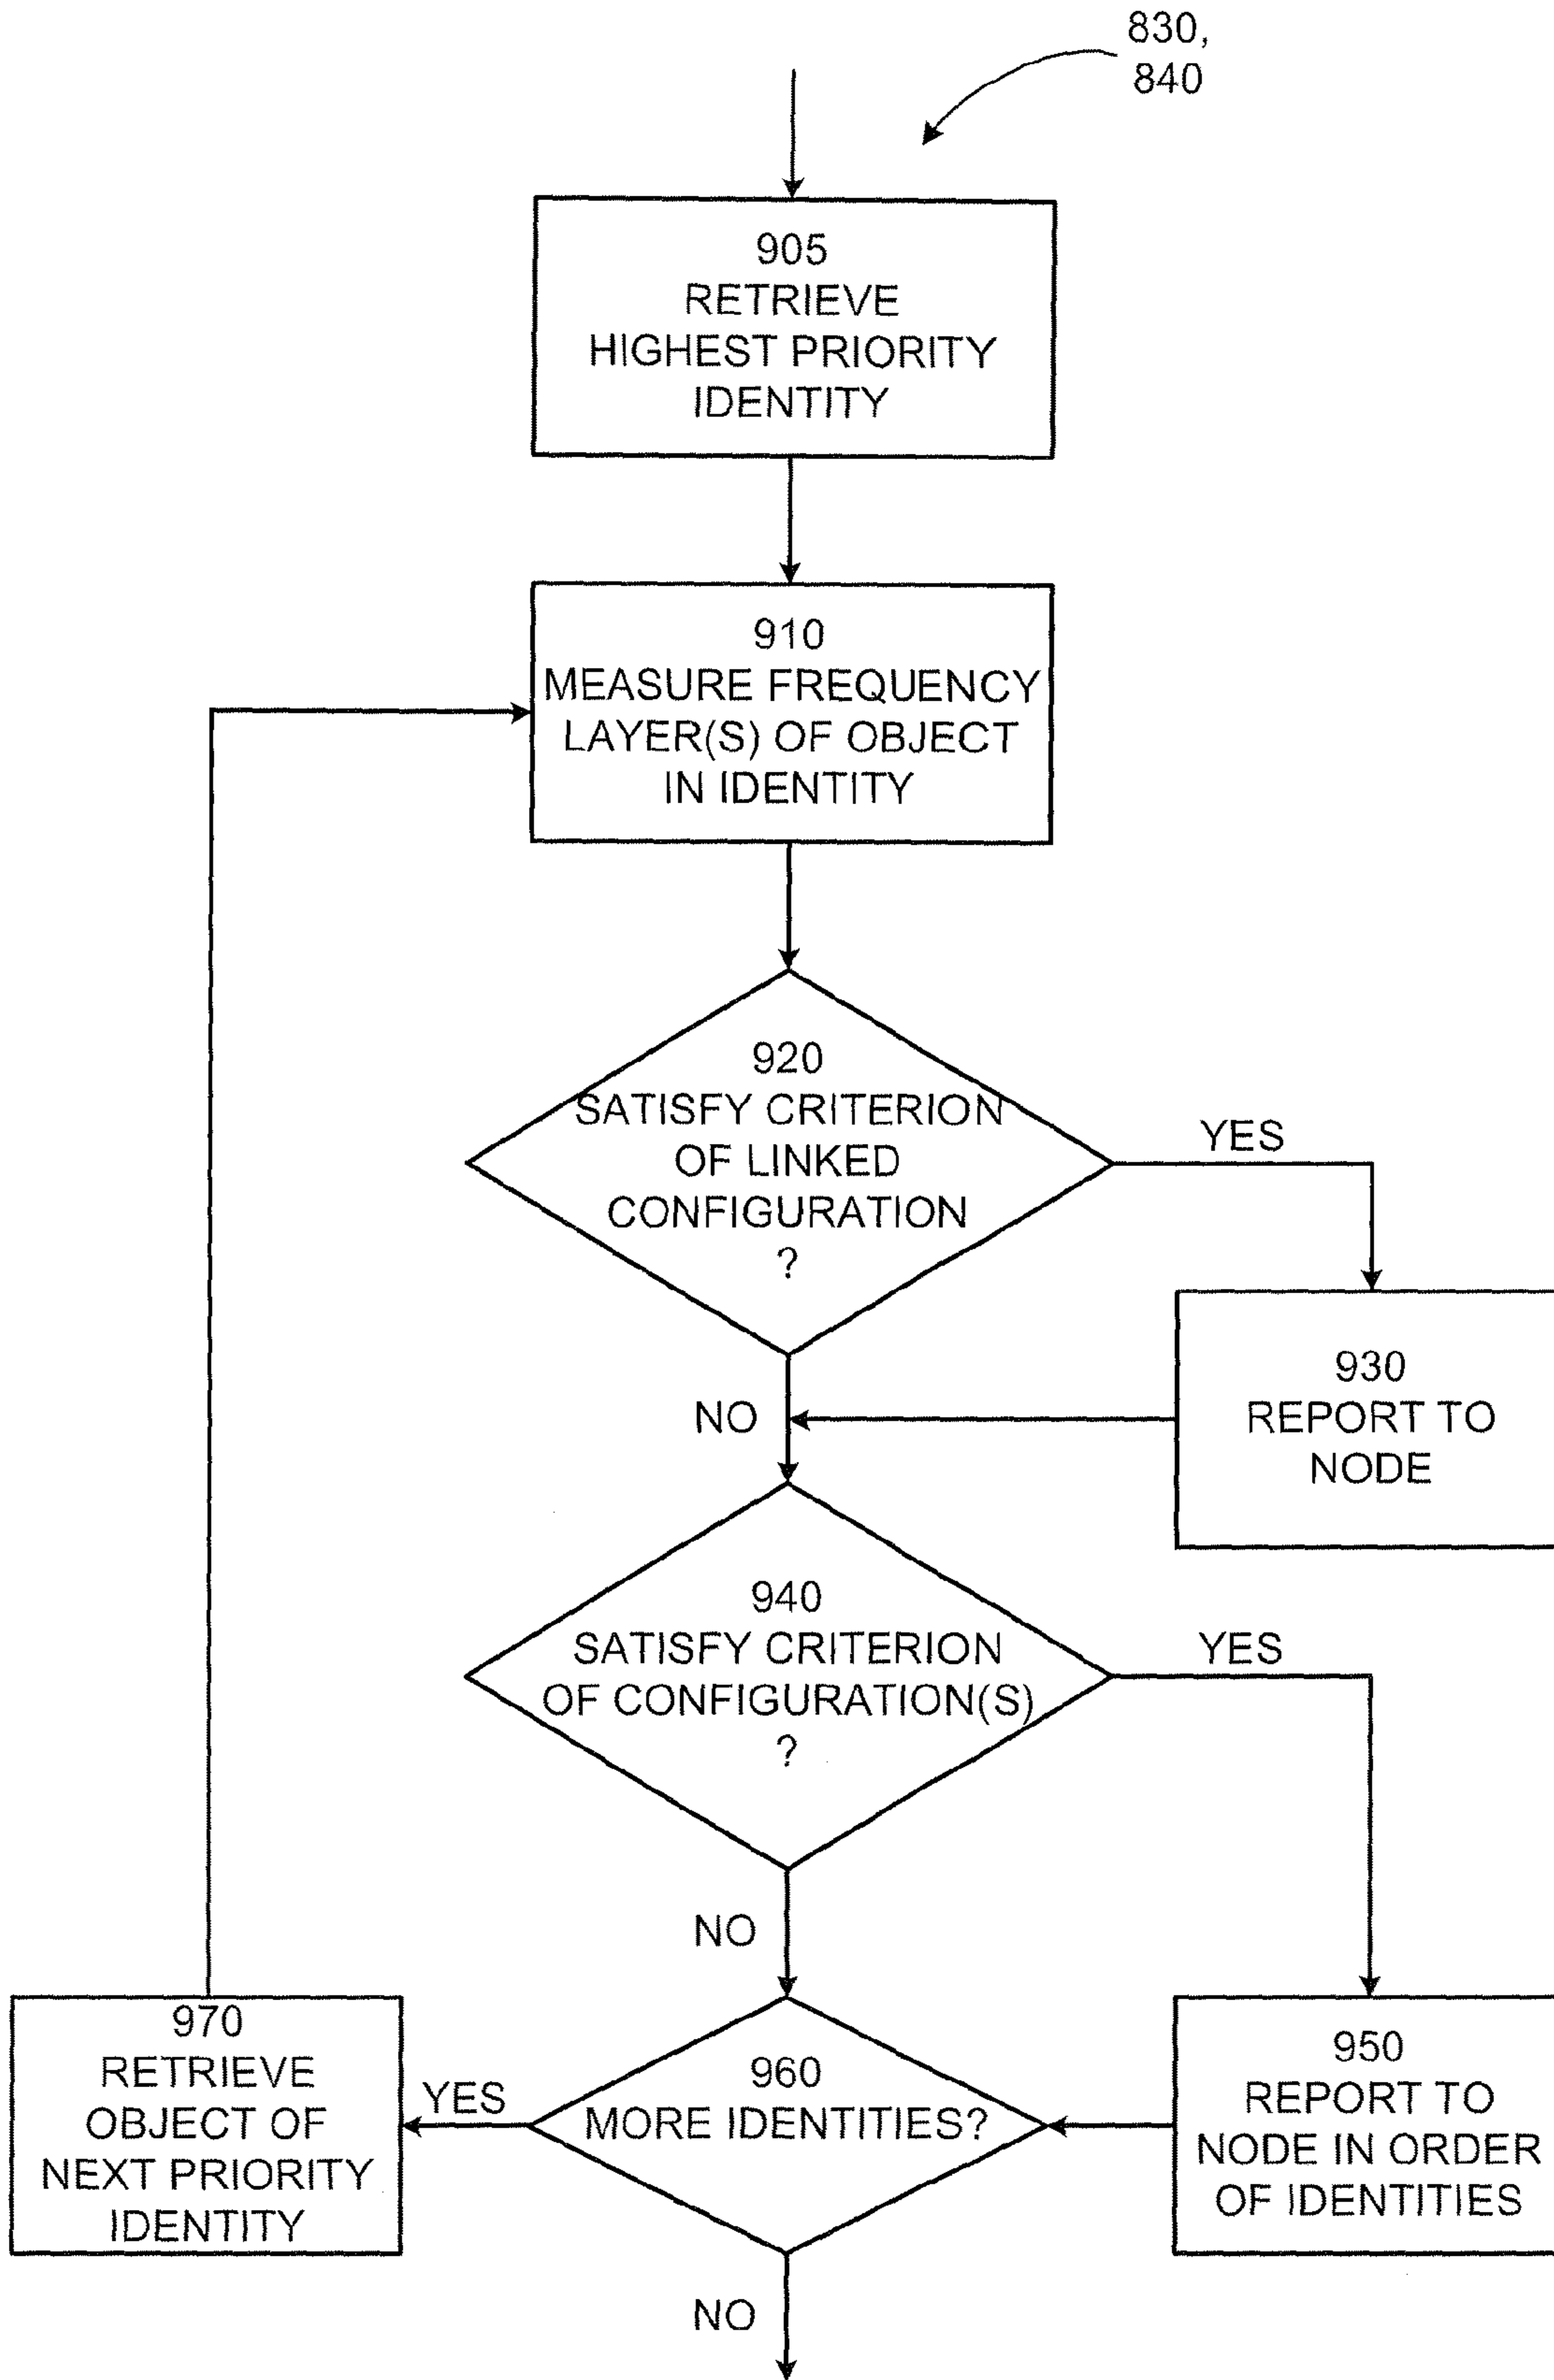 830,
840
905
RETRIEVE
HIGHEST PRIORITY
IDENTITY
910
MEASURE FREQUENCY
LAYER(S) OF OBJECT
IN IDENTITY
920
SATISFY CRITERION
OF LINKED
CONFIGURATION
?
YES
NO
930
REPORT TO
NODE
940
SATISFY CRITERION
OF CONFIGURATION(S)
?
YES
NO
970
RETRIEVE
OBJECT OF
NEXT PRIORITY
IDENTITY
YES
960
MORE IDENTITIES?
950
REPORT TO
NODE IN ORDER
OF IDENTITIES
NO